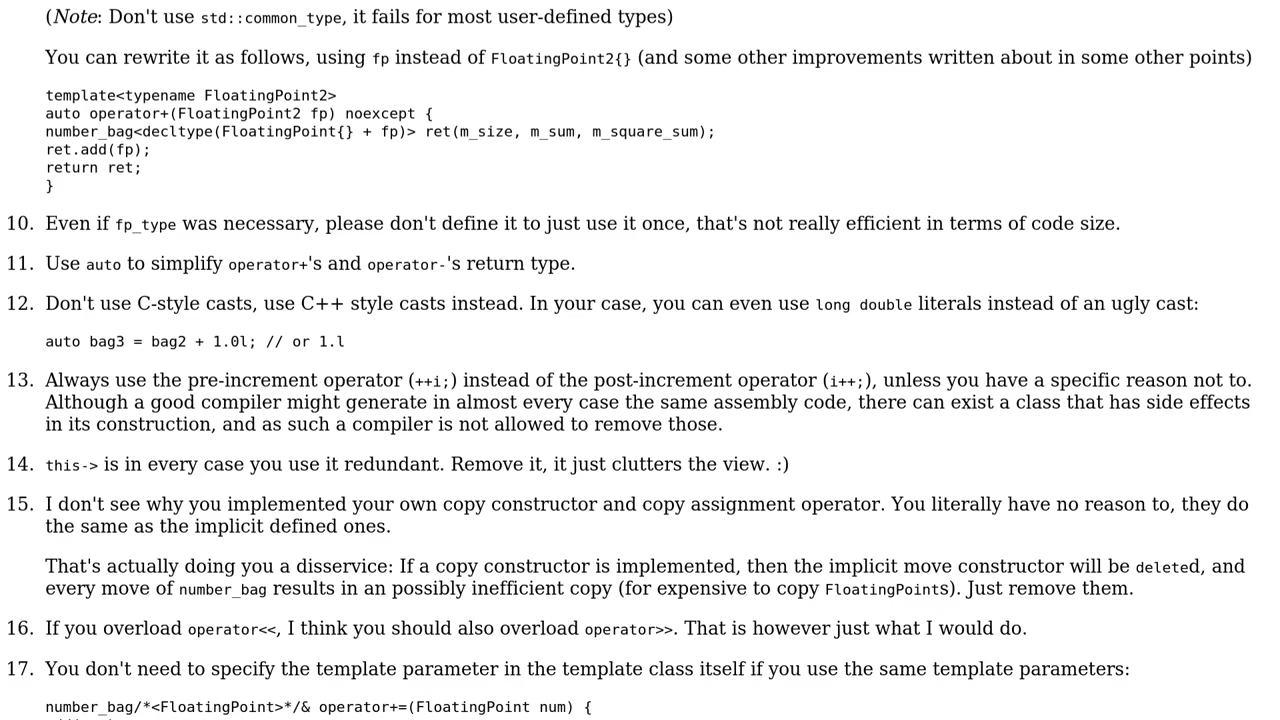 (Note: Don't use std::common_type, it fails for most user-defined types)
You can rewrite it as follows, using fp instead of FloatingPoint2{} (and some other improvements written about in some other points)
template<typename FloatingPoint2>
auto operator+(FloatingPoint2 fp) noexcept {
number_bag<decltype(FloatingPoint{} + fp)> ret(m_size, m_sum, m_square_sum);
ret.add(fp);
return ret;
}
10. Even if fp_type was necessary, please don't define it to just use it once, that's not really efficient in terms of code size.
11. Use auto to simplify operator+'s and operator-'s return type.
12. Don't use C-style casts, use C++ style casts instead. In your case, you can even use long double literals instead of an ugly cast:
auto bag3 = bag2 + 1.0l; // or 1.l
13. Always use the pre-increment operator (++i;) instead of the post-increment operator (i++;), unless you have a specific reason not to.
Although a good compiler might generate in almost every case the same assembly code, there can exist a class that has side effects
in its construction, and as such a compiler is not allowed to remove those.
14. this-> is in every case you use it redundant. Remove it, it just clutters the view. :)
15. I don't see why you implemented your own copy constructor and copy assignment operator. You literally have no reason to, they do
the same as the implicit defined ones.
That's actually doing you a disservice: If a copy constructor is implemented, then the implicit move constructor will be deleted, and
every move of number_bag results in an possibly inefficient copy (for expensive to copy FloatingPoints). Just remove them.
16. If you overload operator<<, I think you should also overload operator>>. That is however just what I would do.
17. You don't need to specify the template parameter in the template class itself if you use the same template parameters:
number_bag/*<FloatingPoint>*/& operator+=(FloatingPoint num) {